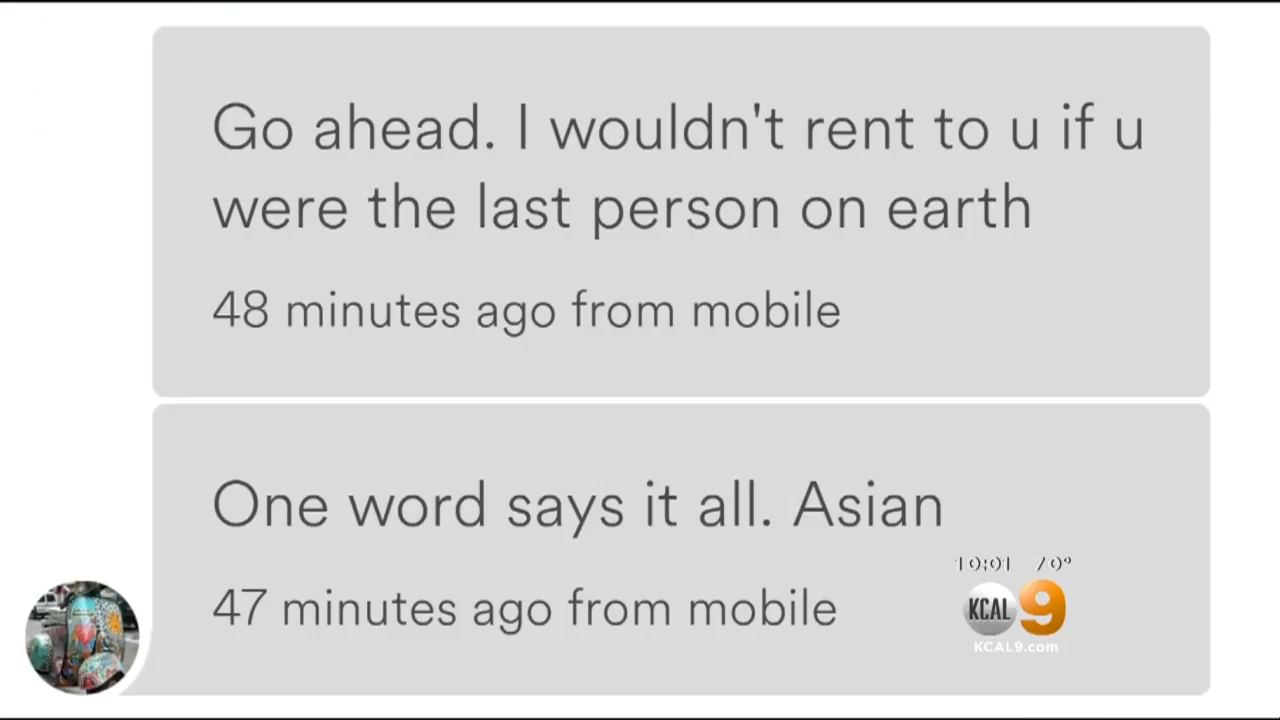 Go ahead. I wouldn't rent to u if u
were the last person on earth
48 minutes ago from mobile
One word says it all. Asian
47 minutes ago from mobile
10:01 70°
KCAL 9
KCAL9.com